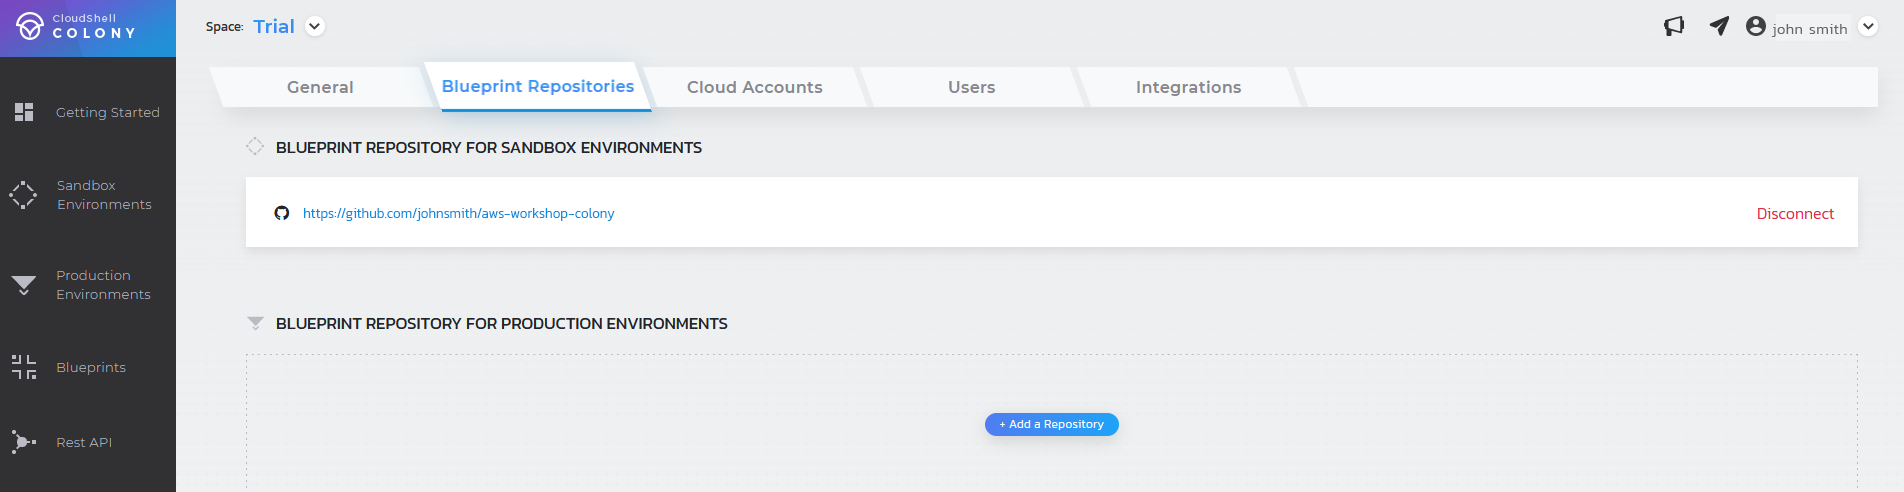 CloudShell
COLONY
Space: Trial
john smith
General
Blueprint Repositories
Cloud Accounts
Users
Integrations
Getting Started
Sandbox
Environments
Production
Environments
Blueprints
Rest API
BLUEPRINT REPOSITORY FOR SANDBOX ENVIRONMENTS
https://github.com/johnsmith/aws-workshop-colony
Disconnect
BLUEPRINT REPOSITORY FOR PRODUCTION ENVIRONMENTS
+ Add a Repository